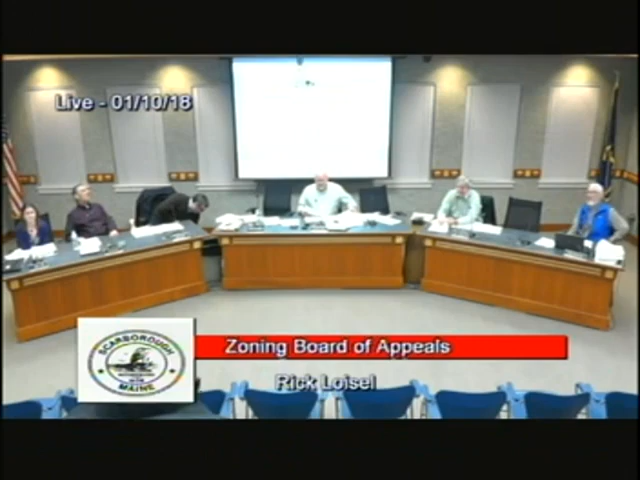 Live - 01/10/18
Zoning Board of Appeals
SCARBOROUGH
MAINE
Rick Loisel